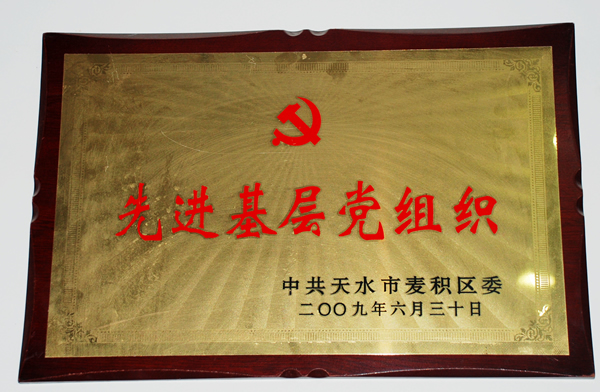 先进基层党组织
中共天水市麦积区委
二〇〇九年六月三十日